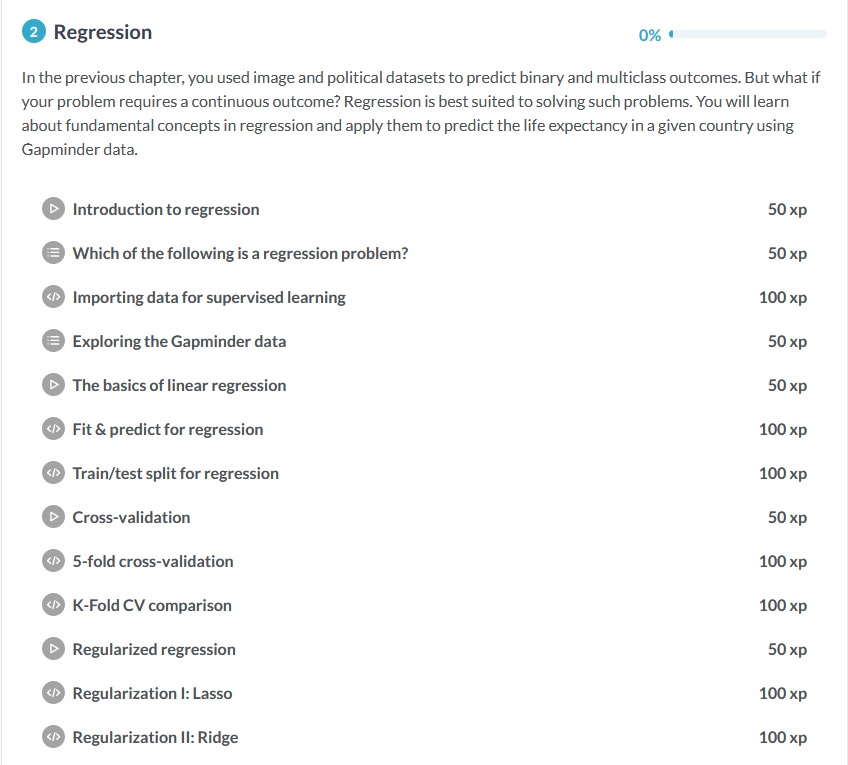 2 Regression 0%
In the previous chapter, you used image and political datasets to predict binary and multiclass outcomes. But what if
your problem requires a continuous outcome? Regression is best suited to solving such problems. You will learn
about fundamental concepts in regression and apply them to predict the life expectancy in a given country using
Gapminder data.
Introduction to regression 50 xp
Which of the following is a regression problem? 50 xp
Importing data for supervised learning 100 xp
Exploring the Gapminder data 50 xp
The basics of linear regression 50 xp
Fit & predict for regression 100 xp
Train/test split for regression 100 xp
Cross-validation 50 xp
5-fold cross-validation 100 xp
K-Fold CV comparison 100 xp
Regularized regression 50 xp
Regularization I: Lasso 100 xp
Regularization II: Ridge 100 xp